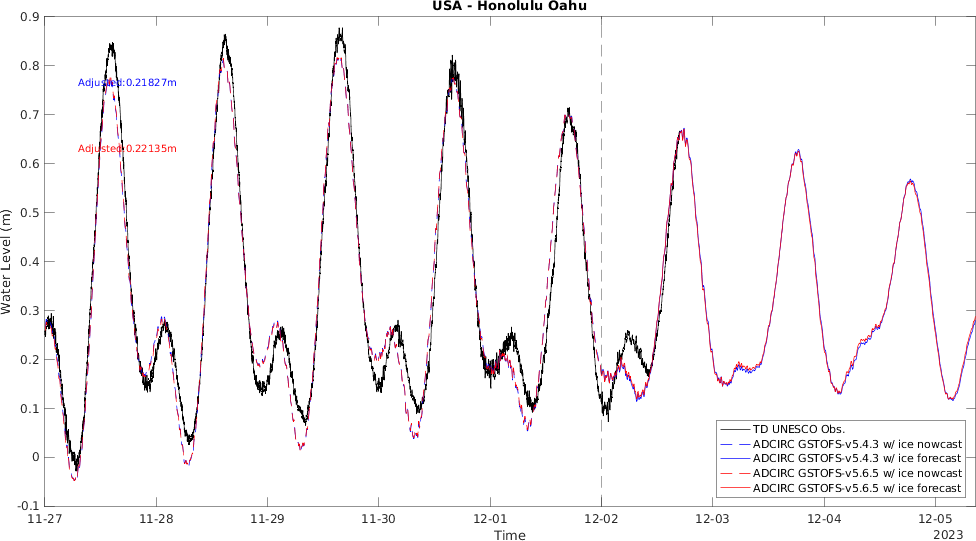 USA - Honolulu Oahu
0.9
0.8
0.7
0.6
0.5
0.4
0.3
0.2
0.1
0
-0.1
Water Level (m)
Adjusted:0.21827m
Adjusted:0.22135m
TD UNESCO Obs.
ADCIRC GSTOFS-v5.4.3 w/ ice nowcast
ADCIRC GSTOFS-v5.4.3 w/ ice forecast
ADCIRC GSTOFS-v5.6.5 w/ ice nowcast
ADCIRC GSTOFS-v5.6.5 w/ ice forecast
11-27 11-28 11-29 11-30 12-01 12-02 12-03 12-04 12-05
Time
2023